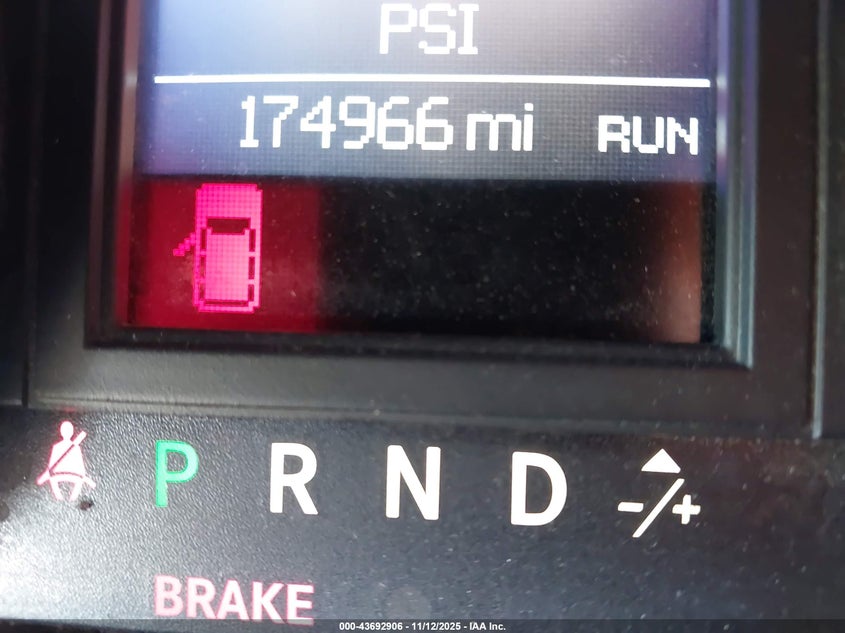 PSI
174966 mi RUN
P R N D -/+
BRAKE
000-43692906 - 11/12/2025 - IAA Inc.